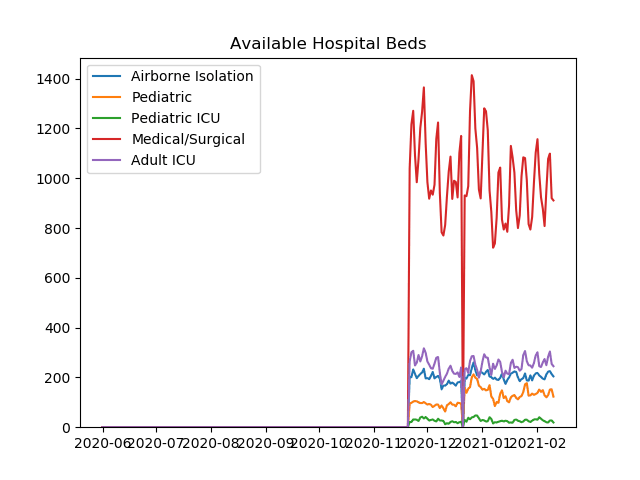 Available Hospital Beds
Airborne Isolation
Pediatric
Pediatric ICU
Medical/Surgical
Adult ICU
1400
1200
1000
800
600
400
200
0
2020-06 2020-07 2020-08 2020-09 2020-10 2020-11 2020-12 2021-01 2021-02